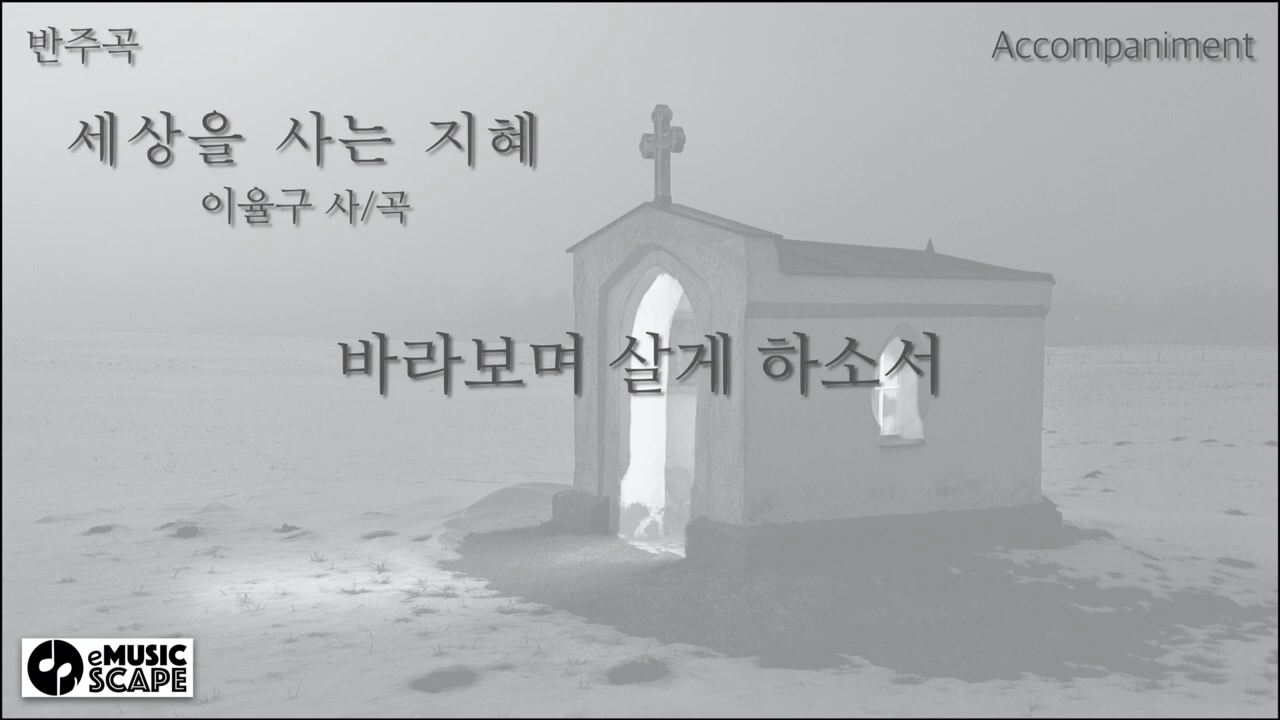 반주곡
Accompaniment
세상을 사는 지혜
이율구 사/곡
바라보며 살게 하소서
eMUSIC
SCAPE